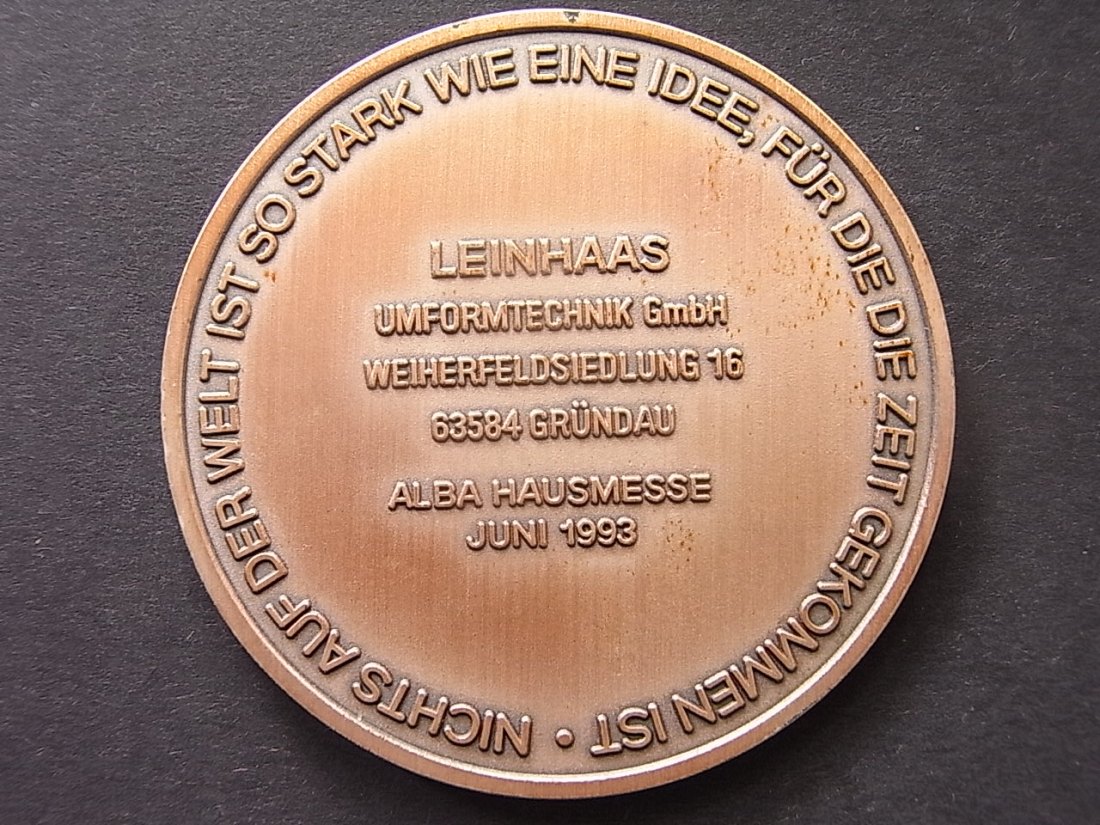 NICHTS AUF DER WELT IST SO STARK WIE EINE IDEE, FÜR DIE DIE ZEIT GEKOMMEN IST •
LEINHAAS
UMFORMTECHNIK GmbH
WEIHERFELDSIEDLUNG 16
63584 GRÜNDAU
ALBA HAUSMESSE
JUNI 1993